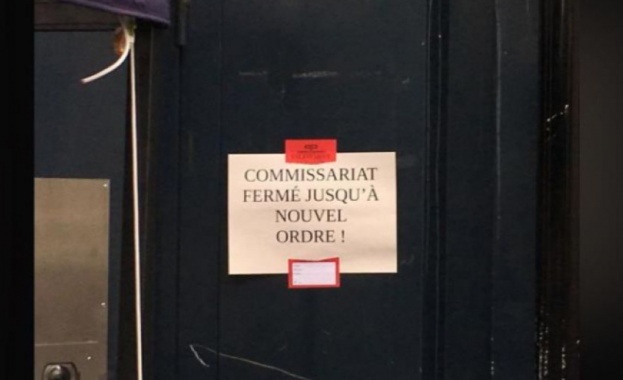 COMMISSARIAT
FERMÉ JUSQU'À
NOUVEL
ORDRE !